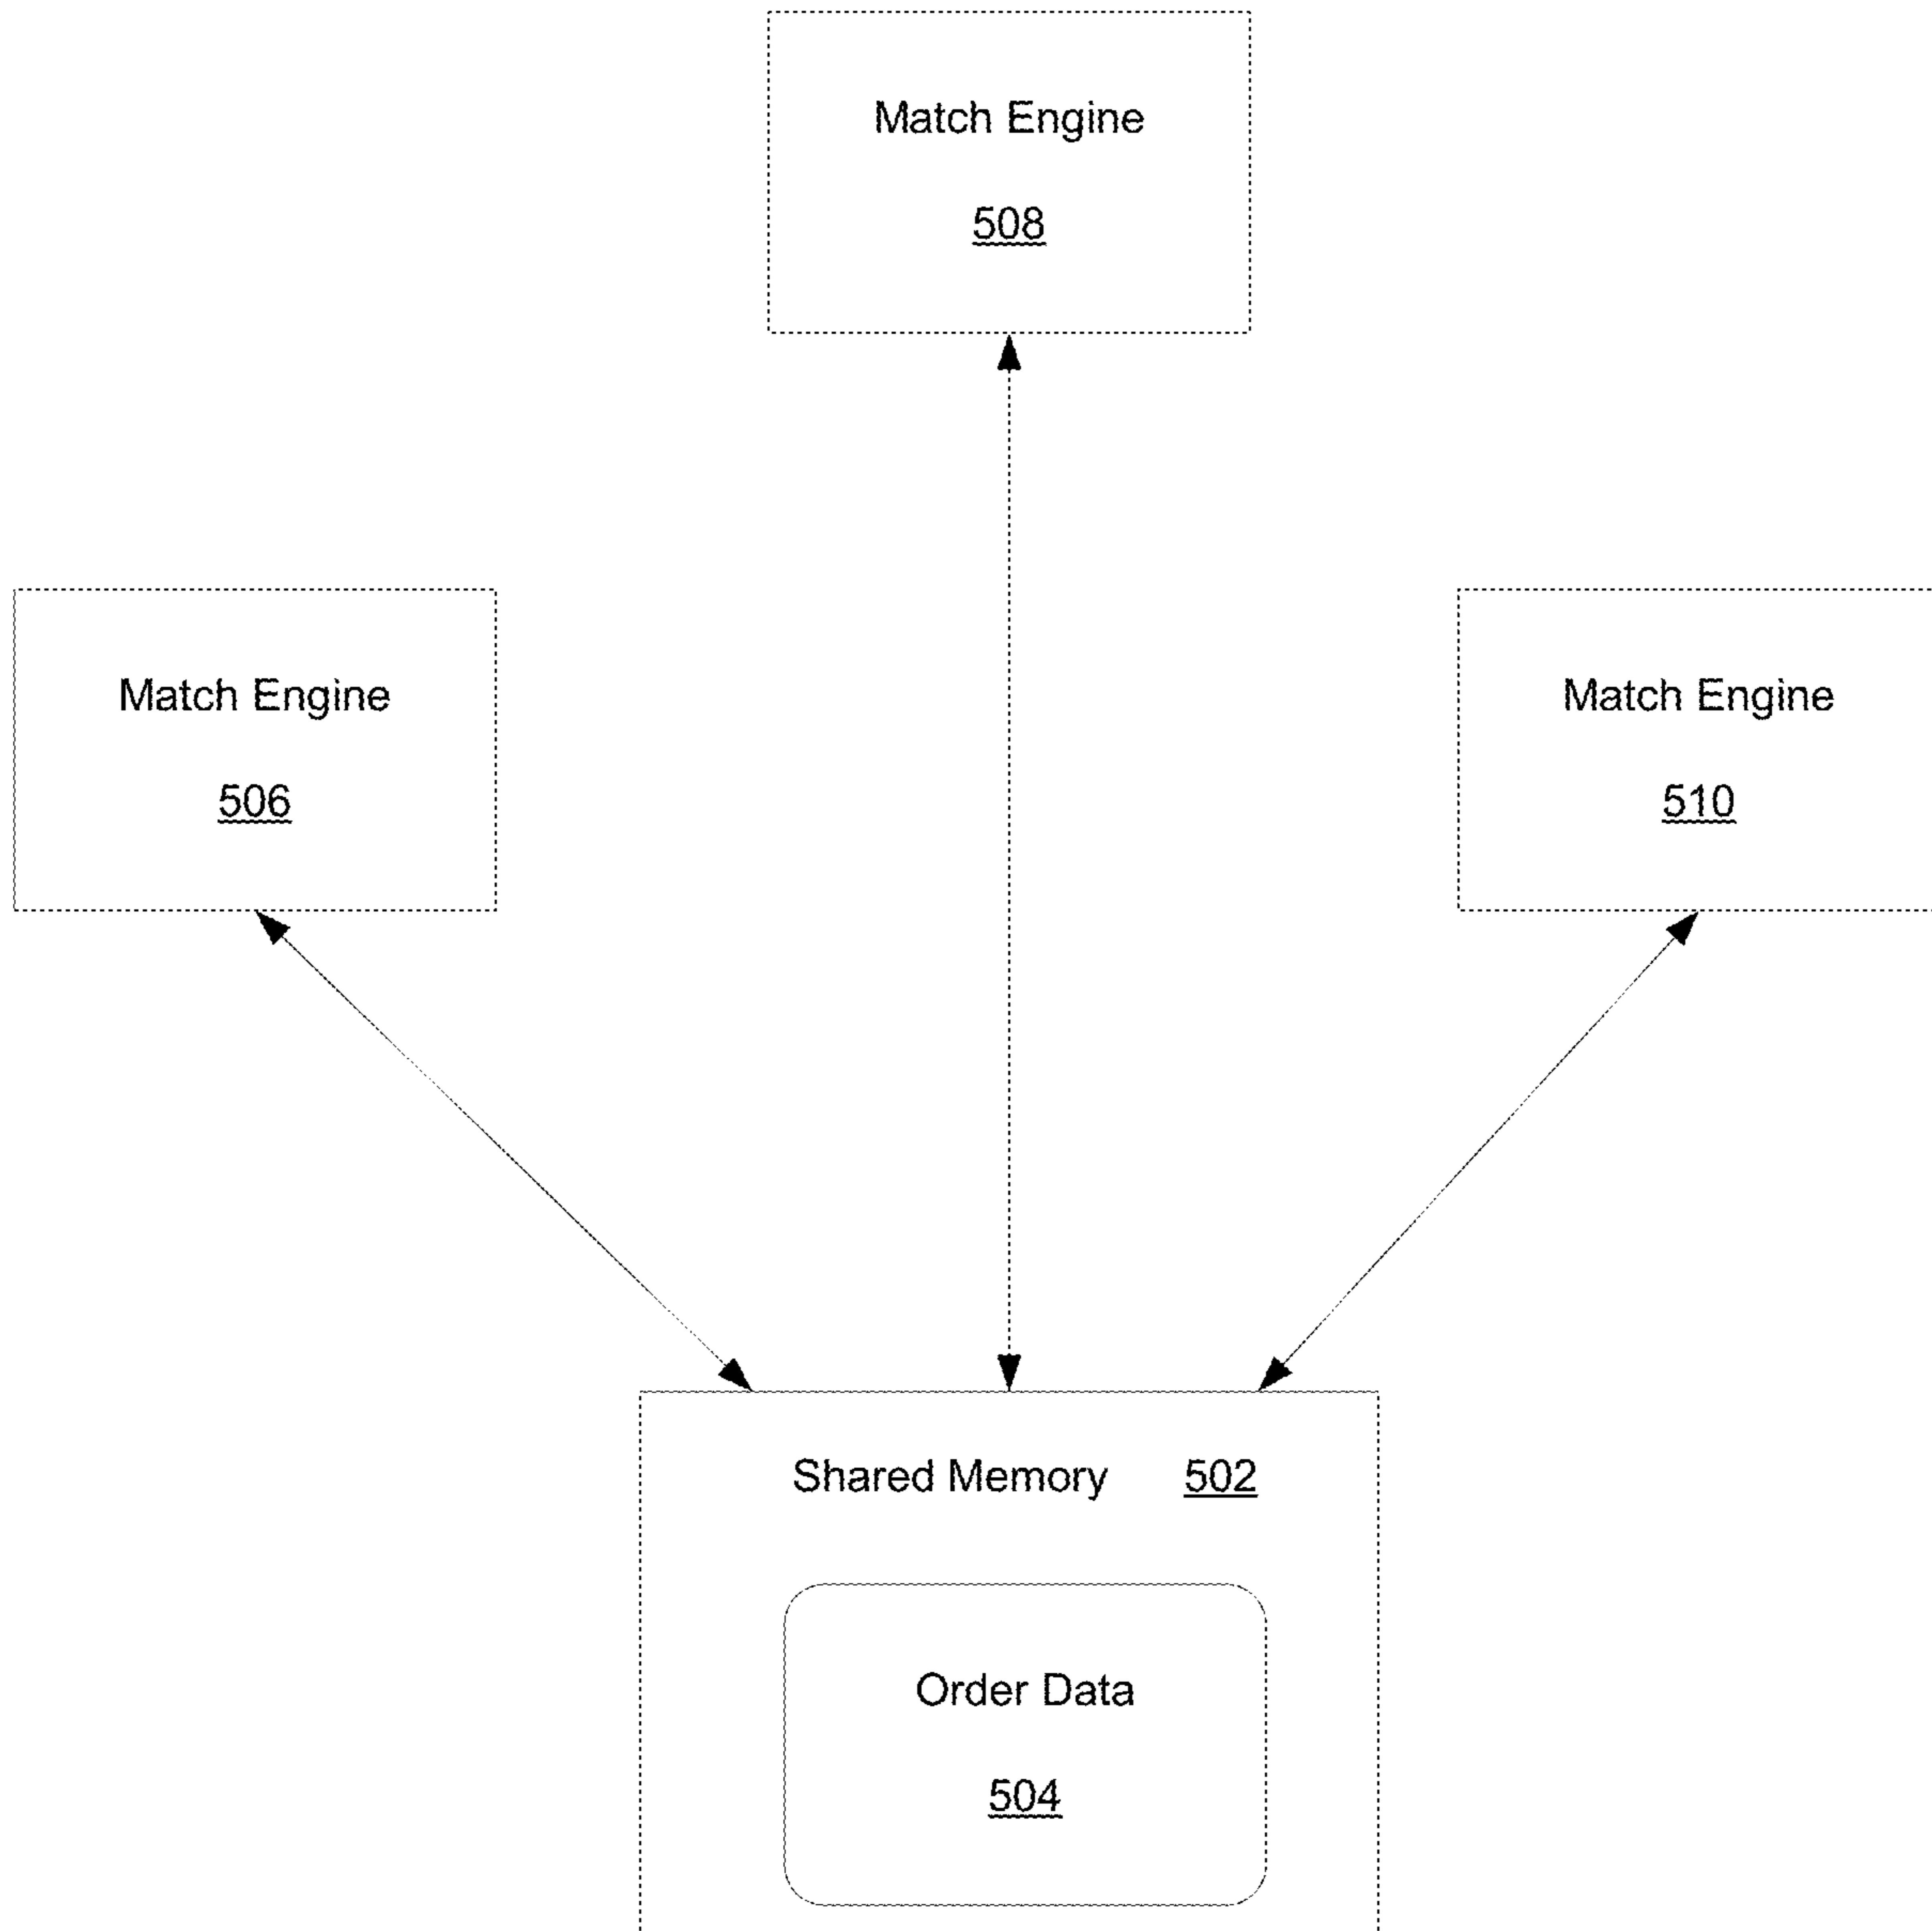 Match Engine
508
Match Engine
506
Match Engine
510
Shared Memory 502
Order Data
504